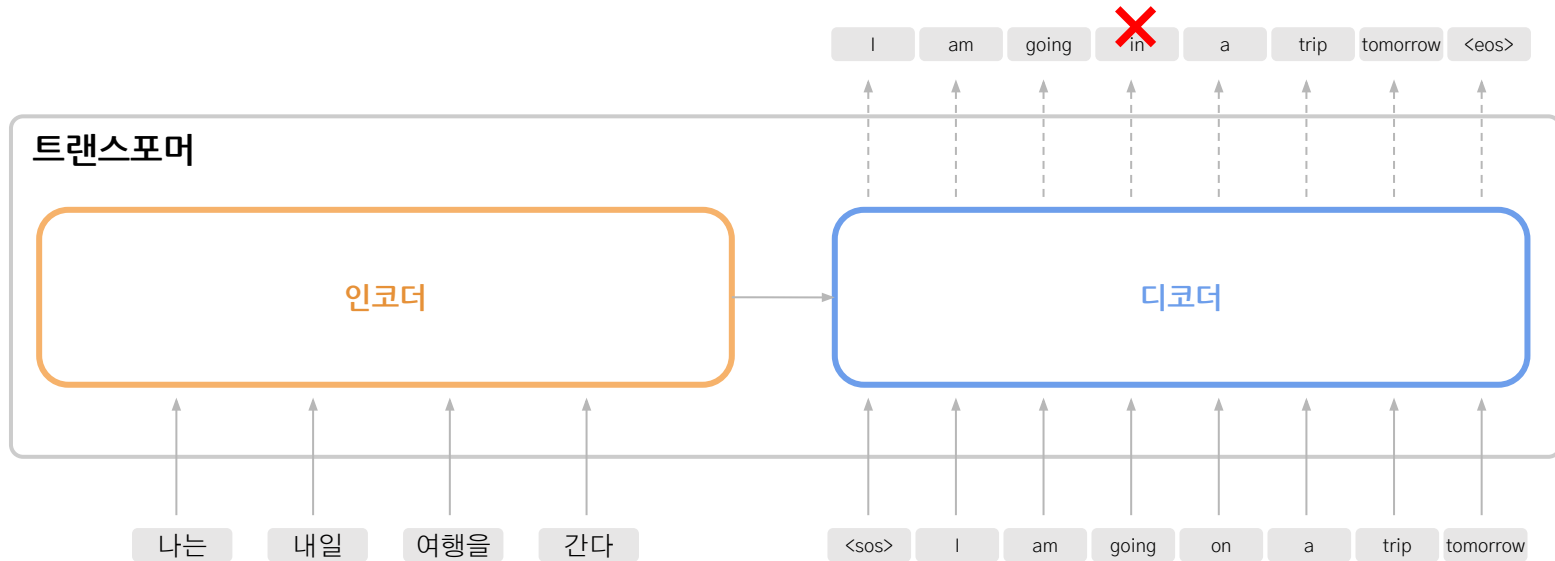 I am going in a trip tomorrow <eos>
트랜스포머
인코더
디코더
나는 내일 여행을 간다
<sos> I am going on a trip tomorrow